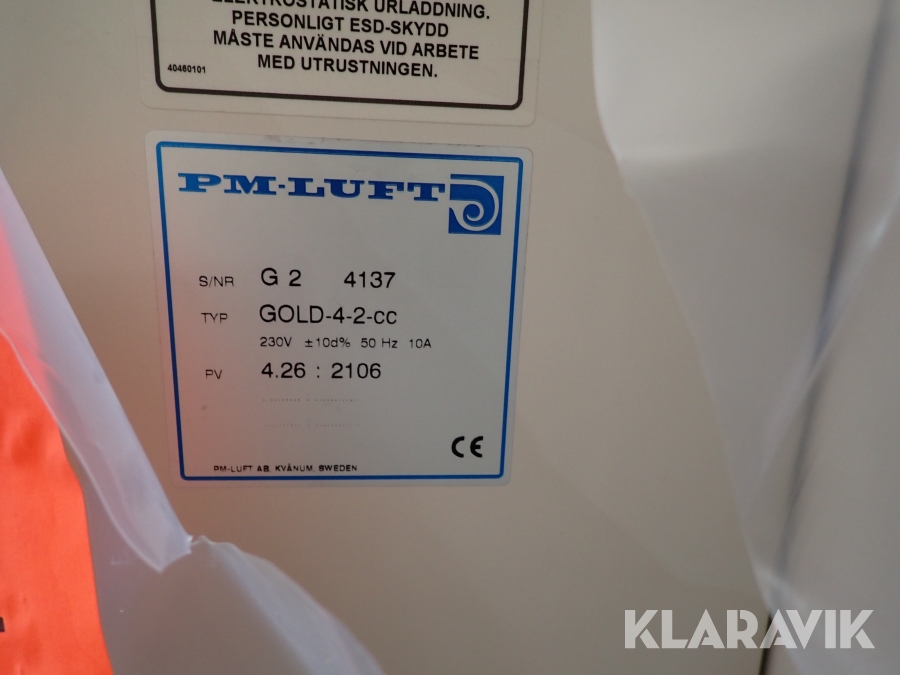 ELEKTROSTATISK URLADDNING.
PERSONLIGT ESD-SKYDD
MÅSTE ANVÄNDAS VID ARBETE
MED UTRUSTNINGEN.
40460101
PM-LUFT
S/NR G 2 4137
TYP GOLD-4-2-cc
230V ±10d% 50 Hz 10A
PV 4.26 : 2106
CE
PM-LUFT AB, KVÄNUM, SWEDEN
KLARAVIK